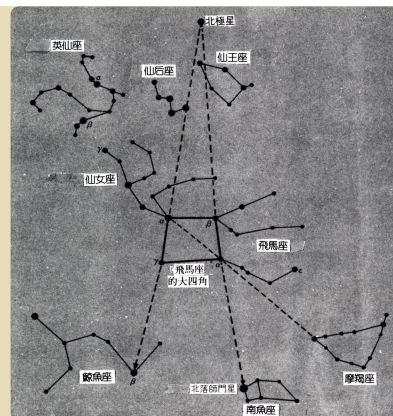 北極星
英仙座
仙后座
仙王座
α
β
γ
仙女座
α
β
飛馬座
γ
α
ε
飛馬座
的大四角
鯨魚座
β
北落師門星
南魚座
摩羯座